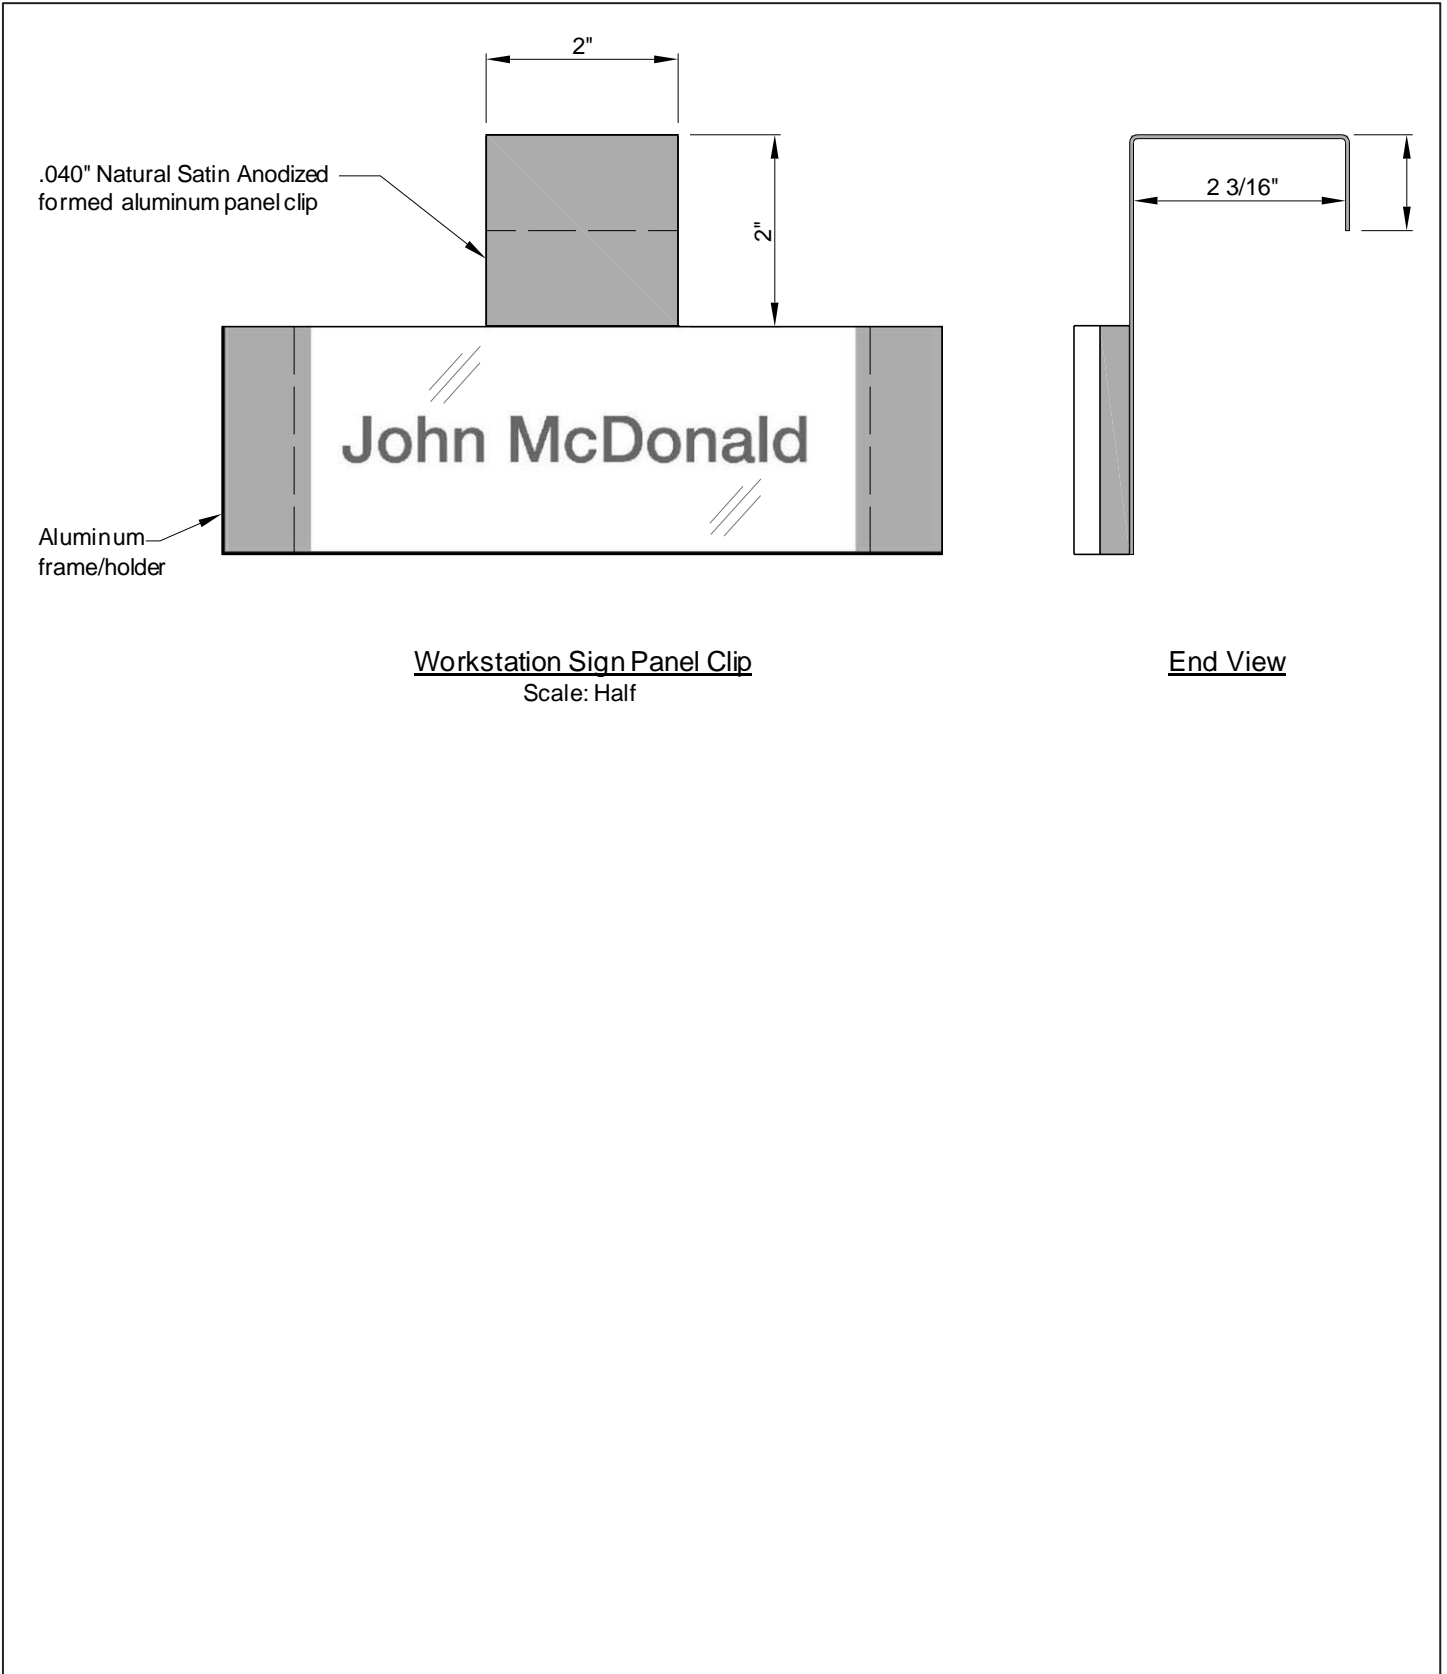 2"
.040" Natural Satin Anodized
formed aluminum panel clip
2"
2 3/16"
John McDonald
Aluminum
frame/holder
Workstation Sign Panel Clip
Scale: Half
End View